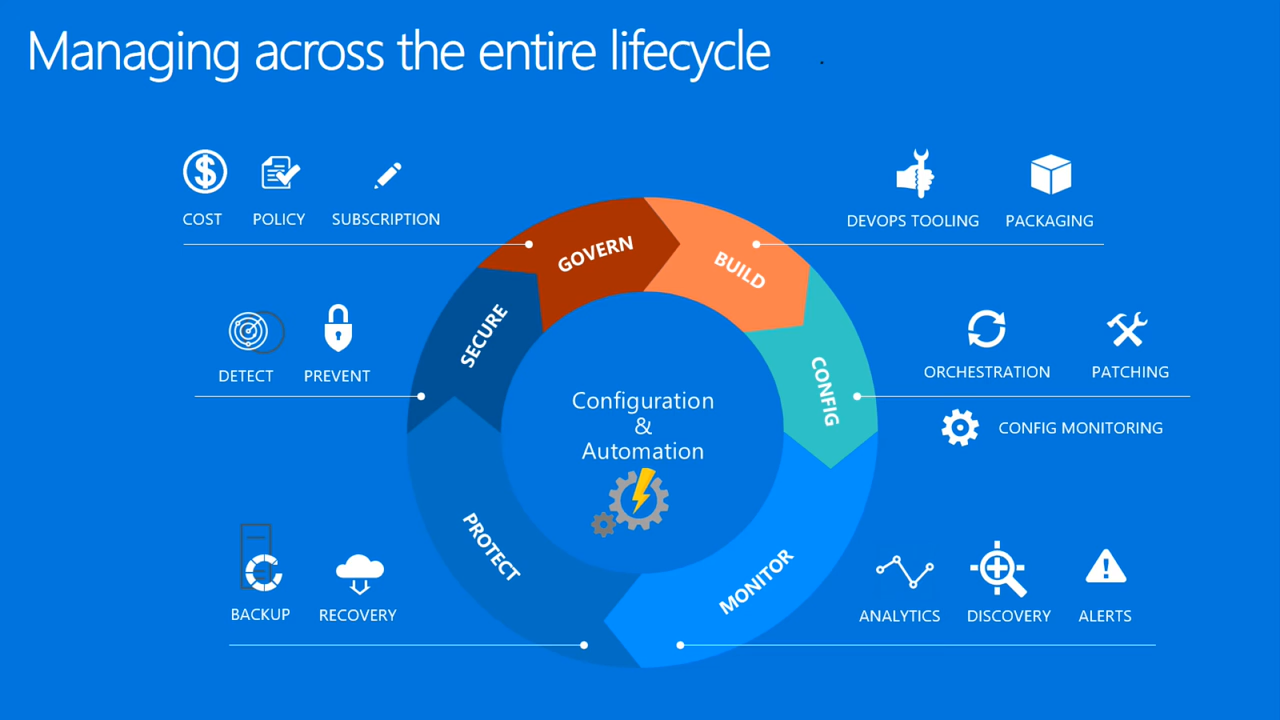 Managing across the entire lifecycle
COST POLICY SUBSCRIPTION
DEVOPS TOOLING PACKAGING
GOVERN
BUILD
SECURE
CONFIG
DETECT PREVENT
ORCHESTRATION PATCHING
CONFIG MONITORING
Configuration
&
Automation
PROTECT
MONITOR
BACKUP RECOVERY
ANALYTICS DISCOVERY ALERTS